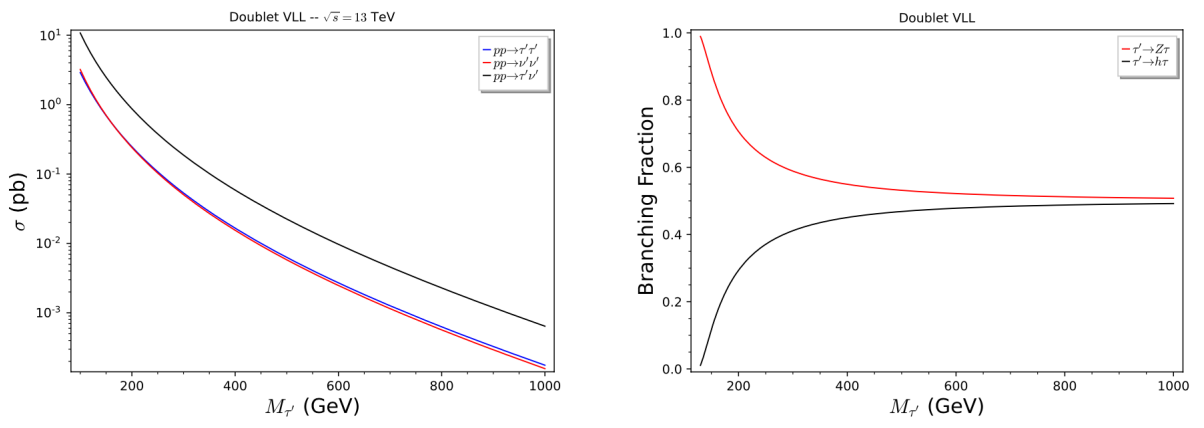 Doublet VLL -- √s = 13 TeV
σ (pb)
10¹
10⁰
10⁻¹
10⁻²
10⁻³
pp→τ′τ′
pp→ν′ν′
pp→τ′ν′
200
400
600
800
1000
M_τ′ (GeV)
Doublet VLL
Branching Fraction
1.0
0.8
0.6
0.4
0.2
0.0
τ′→Zτ
τ′→hτ
200
400
600
800
1000
M_τ′ (GeV)